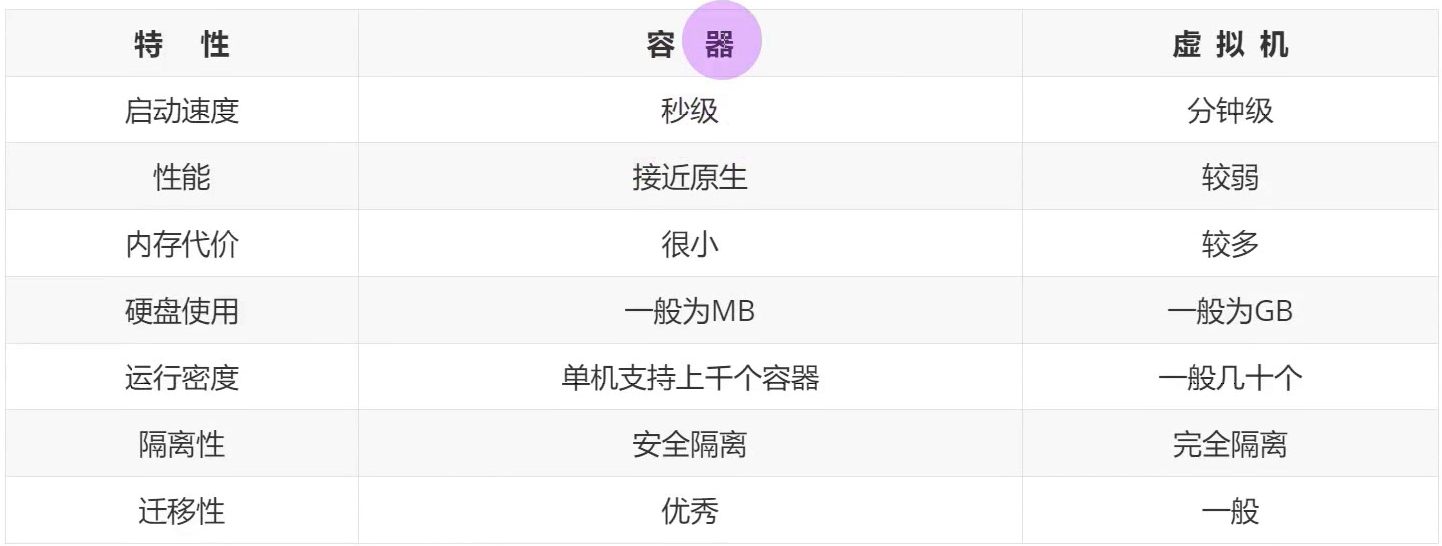 特 性 容 器 虚 拟 机
启动速度 秒级 分钟级
性能 接近原生 较弱
内存代价 很小 较多
硬盘使用 一般为MB 一般为GB
运行密度 单机支持上千个容器 一般几十个
隔离性 安全隔离 完全隔离
迁移性 优秀 一般